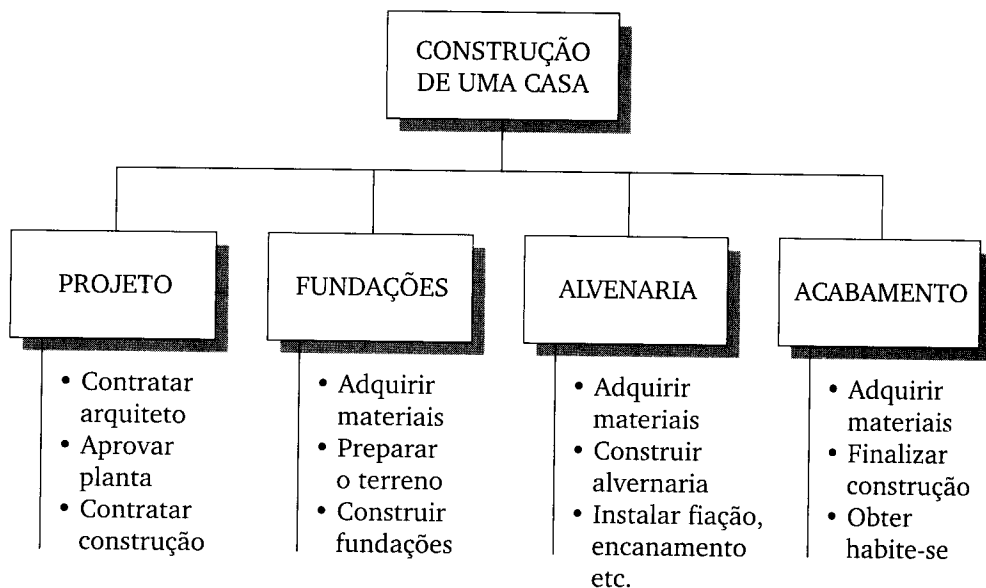 CONSTRUÇÃO
DE UMA CASA
PROJETO
• Contratar
arquiteto
• Aprovar
planta
• Contratar
construção
FUNDAÇÕES
• Adquirir
materiais
• Preparar
o terreno
• Construir
fundações
ALVENARIA
• Adquirir
materiais
• Construir
alvernaria
• Instalar fiação,
encanamento
etc.
ACABAMENTO
• Adquirir
materiais
• Finalizar
construção
• Obter
habite-se